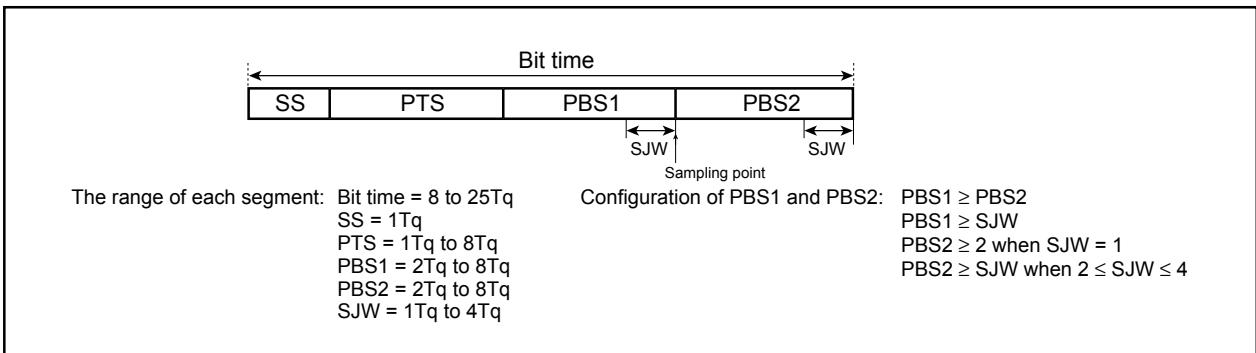 Bit time
SS PTS PBS1 PBS2
SJW SJW
Sampling point
The range of each segment: Bit time = 8 to 25Tq
SS = 1Tq
PTS = 1Tq to 8Tq
PBS1 = 2Tq to 8Tq
PBS2 = 2Tq to 8Tq
SJW = 1Tq to 4Tq
Configuration of PBS1 and PBS2: PBS1 ≥ PBS2
PBS1 ≥ SJW
PBS2 ≥ 2 when SJW = 1
PBS2 ≥ SJW when 2 ≤ SJW ≤ 4